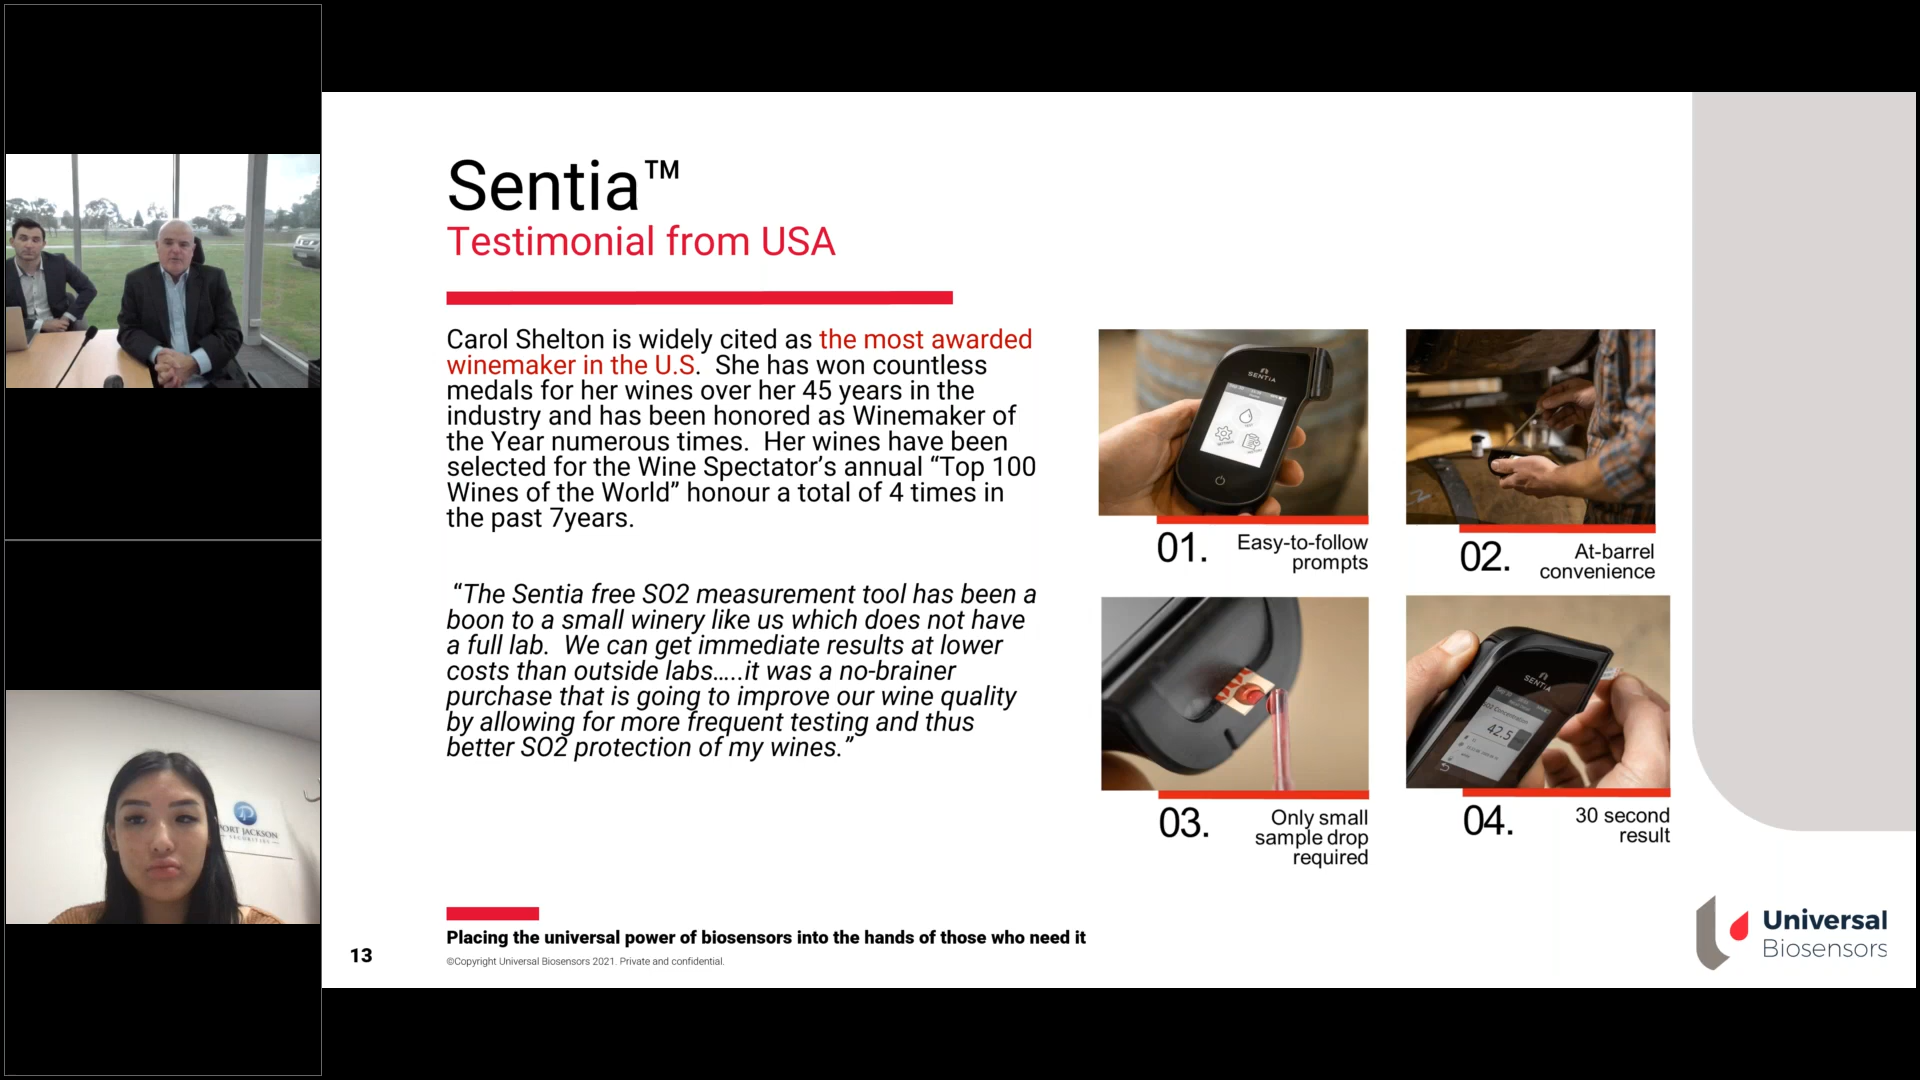 Sentia™
Testimonial from USA
Carol Shelton is widely cited as the most awarded
winemaker in the U.S.  She has won countless
medals for her wines over her 45 years in the
industry and has been honored as Winemaker of
the Year numerous times.  Her wines have been
selected for the Wine Spectator’s annual “Top 100
Wines of the World” honour a total of 4 times in
the past 7years.
“The Sentia free SO2 measurement tool has been a
boon to a small winery like us which does not have
a full lab.  We can get immediate results at lower
costs than outside labs…..it was a no-brainer
purchase that is going to improve our wine quality
by allowing for more frequent testing and thus
better SO2 protection of my wines.”
SENTIA
01.
Easy-to-follow
prompts
02.
At-barrel
convenience
03.
Only small
sample drop
required
SENTIA
SO2 Concentration
42.5
04.
30 second
result
PORT JACKSON
SECURITIES
Placing the universal power of biosensors into the hands of those who need it
13
©Copyright Universal Biosensors 2021. Private and confidential.
Universal
Biosensors